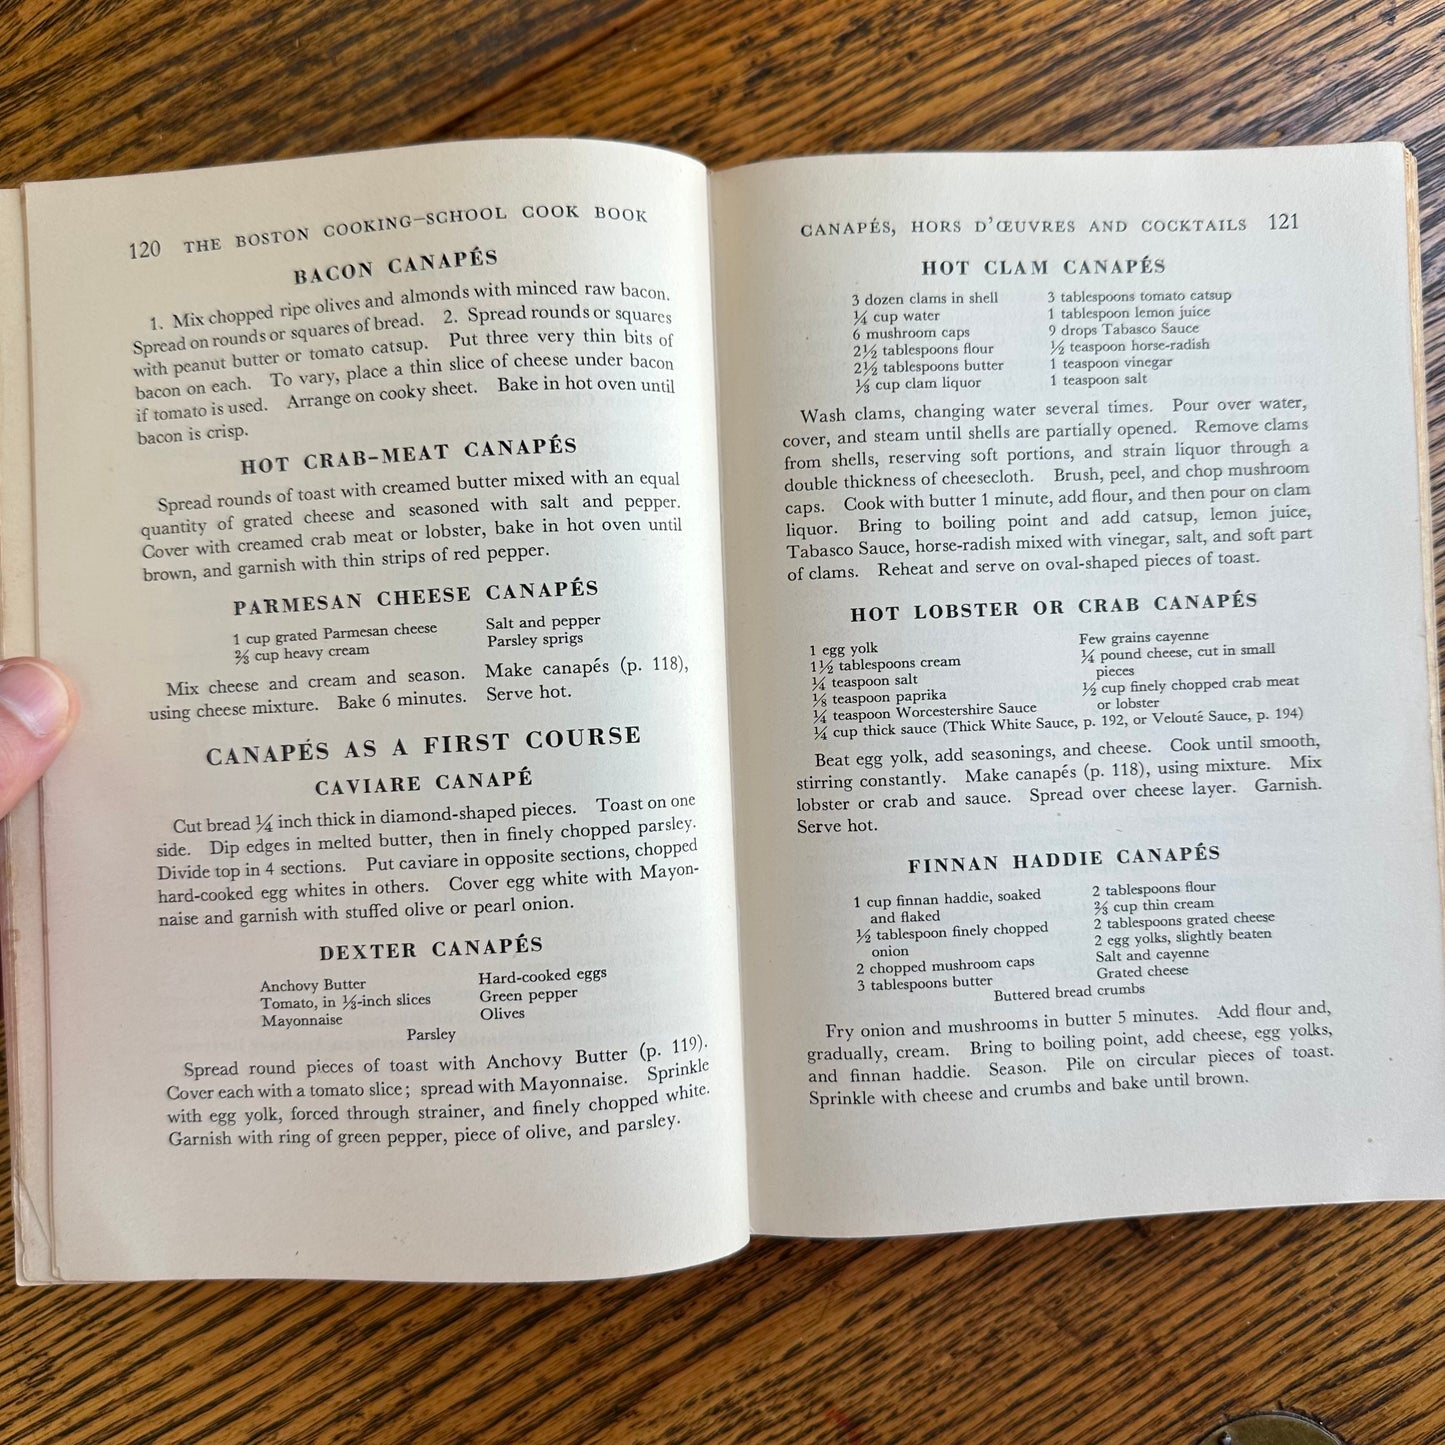 120 THE BOSTON COOKING-SCHOOL COOK BOOK
BACON CANAPÉS
1. Mix chopped ripe olives and almonds with minced raw bacon.
Spread on rounds or squares of bread. 2. Spread rounds or squares
with peanut butter or tomato catsup. Put three very thin bits of
bacon on each. To vary, place a thin slice of cheese under bacon
if tomato is used. Arrange on cooky sheet. Bake in hot oven until
bacon is crisp.
HOT CRAB-MEAT CANAPÉS
Spread rounds of toast with creamed butter mixed with an equal
quantity of grated cheese and seasoned with salt and pepper.
Cover with creamed crab meat or lobster, bake in hot oven until
brown, and garnish with thin strips of red pepper.
PARMESAN CHEESE CANAPÉS
1 cup grated Parmesan cheese
⅔ cup heavy cream
Salt and pepper
Parsley sprigs
Mix cheese and cream and season. Make canapés (p. 118),
using cheese mixture. Bake 6 minutes. Serve hot.
CANAPÉS AS A FIRST COURSE
CAVIARE CANAPÉ
Cut bread ¼ inch thick in diamond-shaped pieces. Toast on one
side. Dip edges in melted butter, then in finely chopped parsley.
Divide top in 4 sections. Put caviare in opposite sections, chopped
hard-cooked egg whites in others. Cover egg white with Mayon-
naise and garnish with stuffed olive or pearl onion.
DEXTER CANAPÉS
Anchovy Butter
Tomato, in ⅓-inch slices
Mayonnaise
Hard-cooked eggs
Green pepper
Olives
Parsley
Spread round pieces of toast with Anchovy Butter (p. 119).
Cover each with a tomato slice; spread with Mayonnaise. Sprinkle
with egg yolk, forced through strainer, and finely chopped white.
Garnish with ring of green pepper, piece of olive, and parsley.
CANAPÉS, HORS D'ŒUVRES AND COCKTAILS 121
HOT CLAM CANAPÉS
3 dozen clams in shell
¼ cup water
6 mushroom caps
2½ tablespoons flour
2½ tablespoons butter
⅓ cup clam liquor
3 tablespoons tomato catsup
1 tablespoon lemon juice
9 drops Tabasco Sauce
½ teaspoon horse-radish
1 teaspoon vinegar
1 teaspoon salt
Wash clams, changing water several times. Pour over water,
cover, and steam until shells are partially opened. Remove clams
from shells, reserving soft portions, and strain liquor through a
double thickness of cheesecloth. Brush, peel, and chop mushroom
caps. Cook with butter 1 minute, add flour, and then pour on clam
liquor. Bring to boiling point and add catsup, lemon juice,
Tabasco Sauce, horse-radish mixed with vinegar, salt, and soft part
of clams. Reheat and serve on oval-shaped pieces of toast.
HOT LOBSTER OR CRAB CANAPÉS
1 egg yolk
1½ tablespoons cream
¼ teaspoon salt
⅛ teaspoon paprika
¼ teaspoon Worcestershire Sauce
Few grains cayenne
¼ pound cheese, cut in small
pieces
½ cup finely chopped crab meat
or lobster
¼ cup thick sauce (Thick White Sauce, p. 192, or Velouté Sauce, p. 194)
Beat egg yolk, add seasonings, and cheese. Cook until smooth,
stirring constantly. Make canapés (p. 118), using mixture. Mix
lobster or crab and sauce. Spread over cheese layer. Garnish.
Serve hot.
FINNAN HADDIE CANAPÉS
1 cup finnan haddie, soaked
and flaked
½ tablespoon finely chopped
onion
2 chopped mushroom caps
3 tablespoons butter
2 tablespoons flour
⅔ cup thin cream
2 tablespoons grated cheese
2 egg yolks, slightly beaten
Salt and cayenne
Grated cheese
Buttered bread crumbs
Fry onion and mushrooms in butter 5 minutes. Add flour and,
gradually, cream. Bring to boiling point, add cheese, egg yolks,
and finnan haddie. Season. Pile on circular pieces of toast.
Sprinkle with cheese and crumbs and bake until brown.